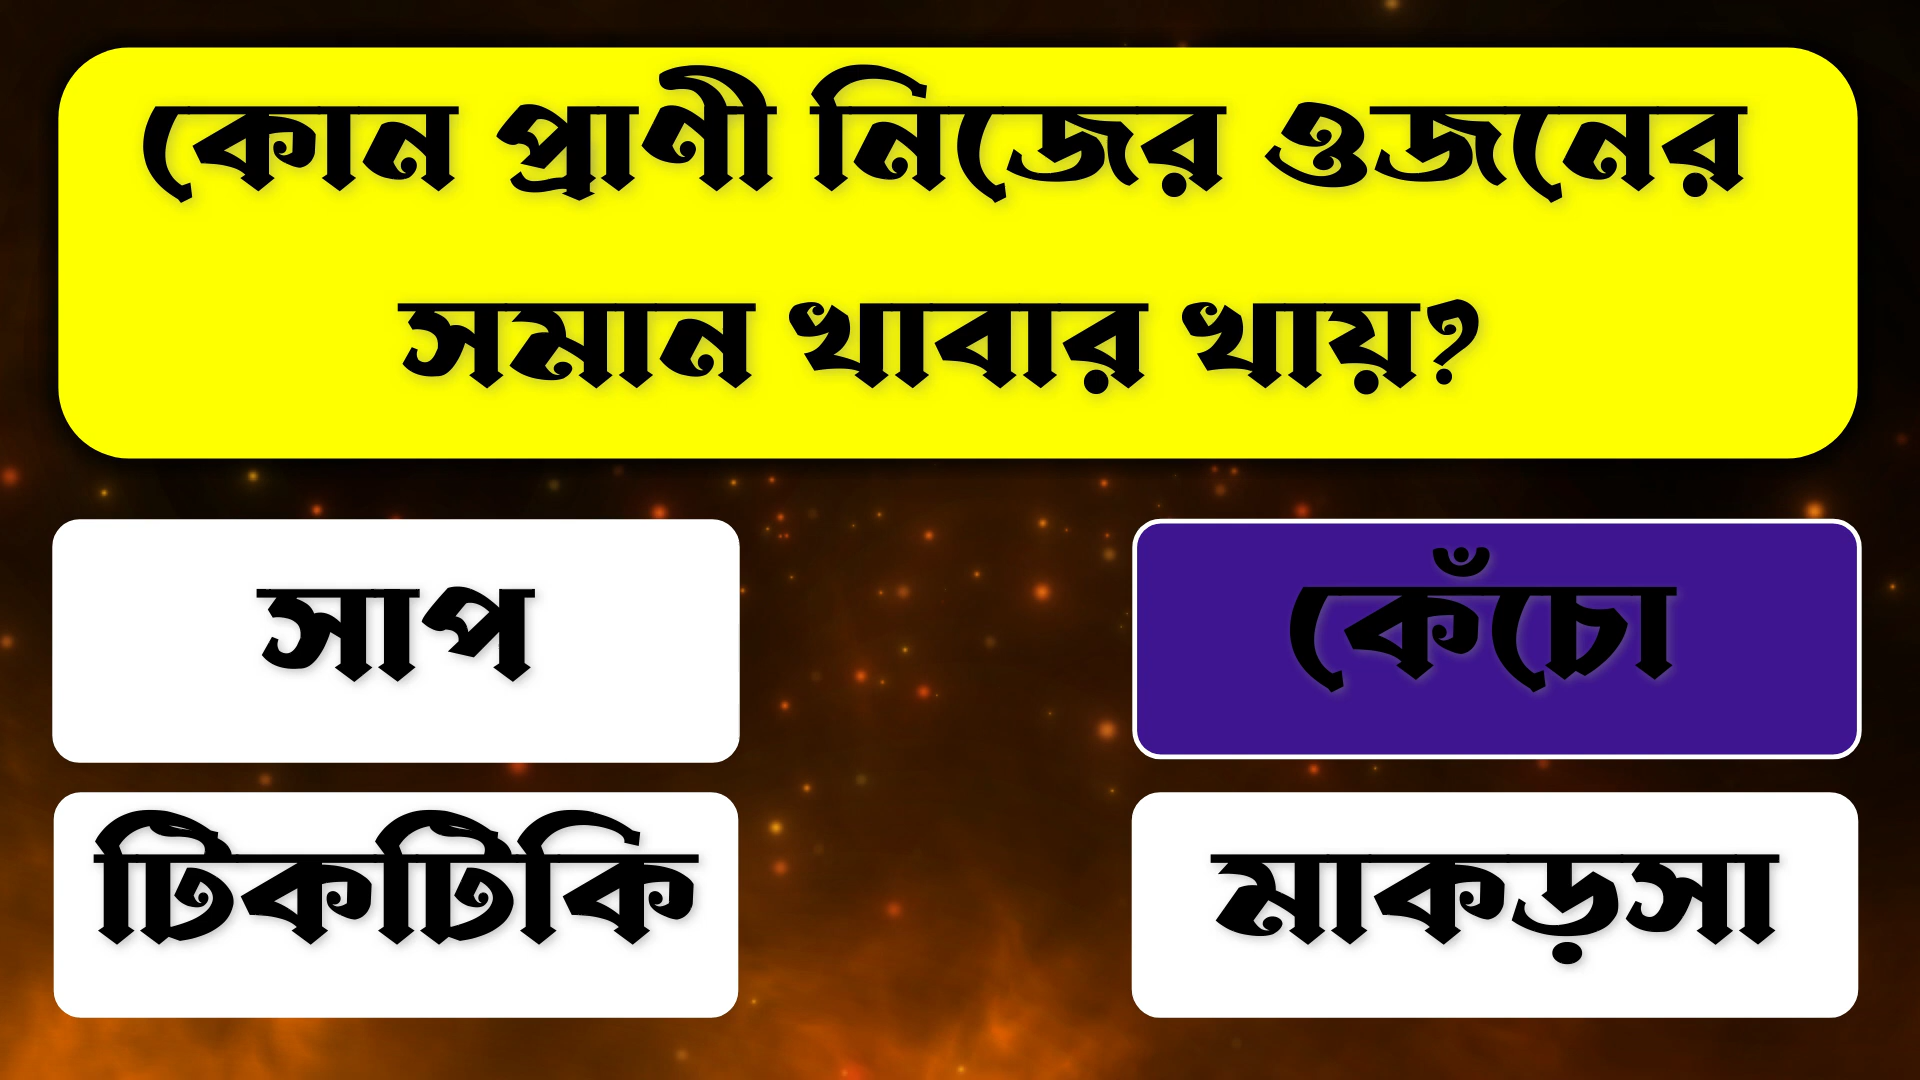 কোন প্রাণী নিজের ওজনের
সমান খাবার খায়?
সাপ
কেঁচো
টিকটিকি
মাকড়সা